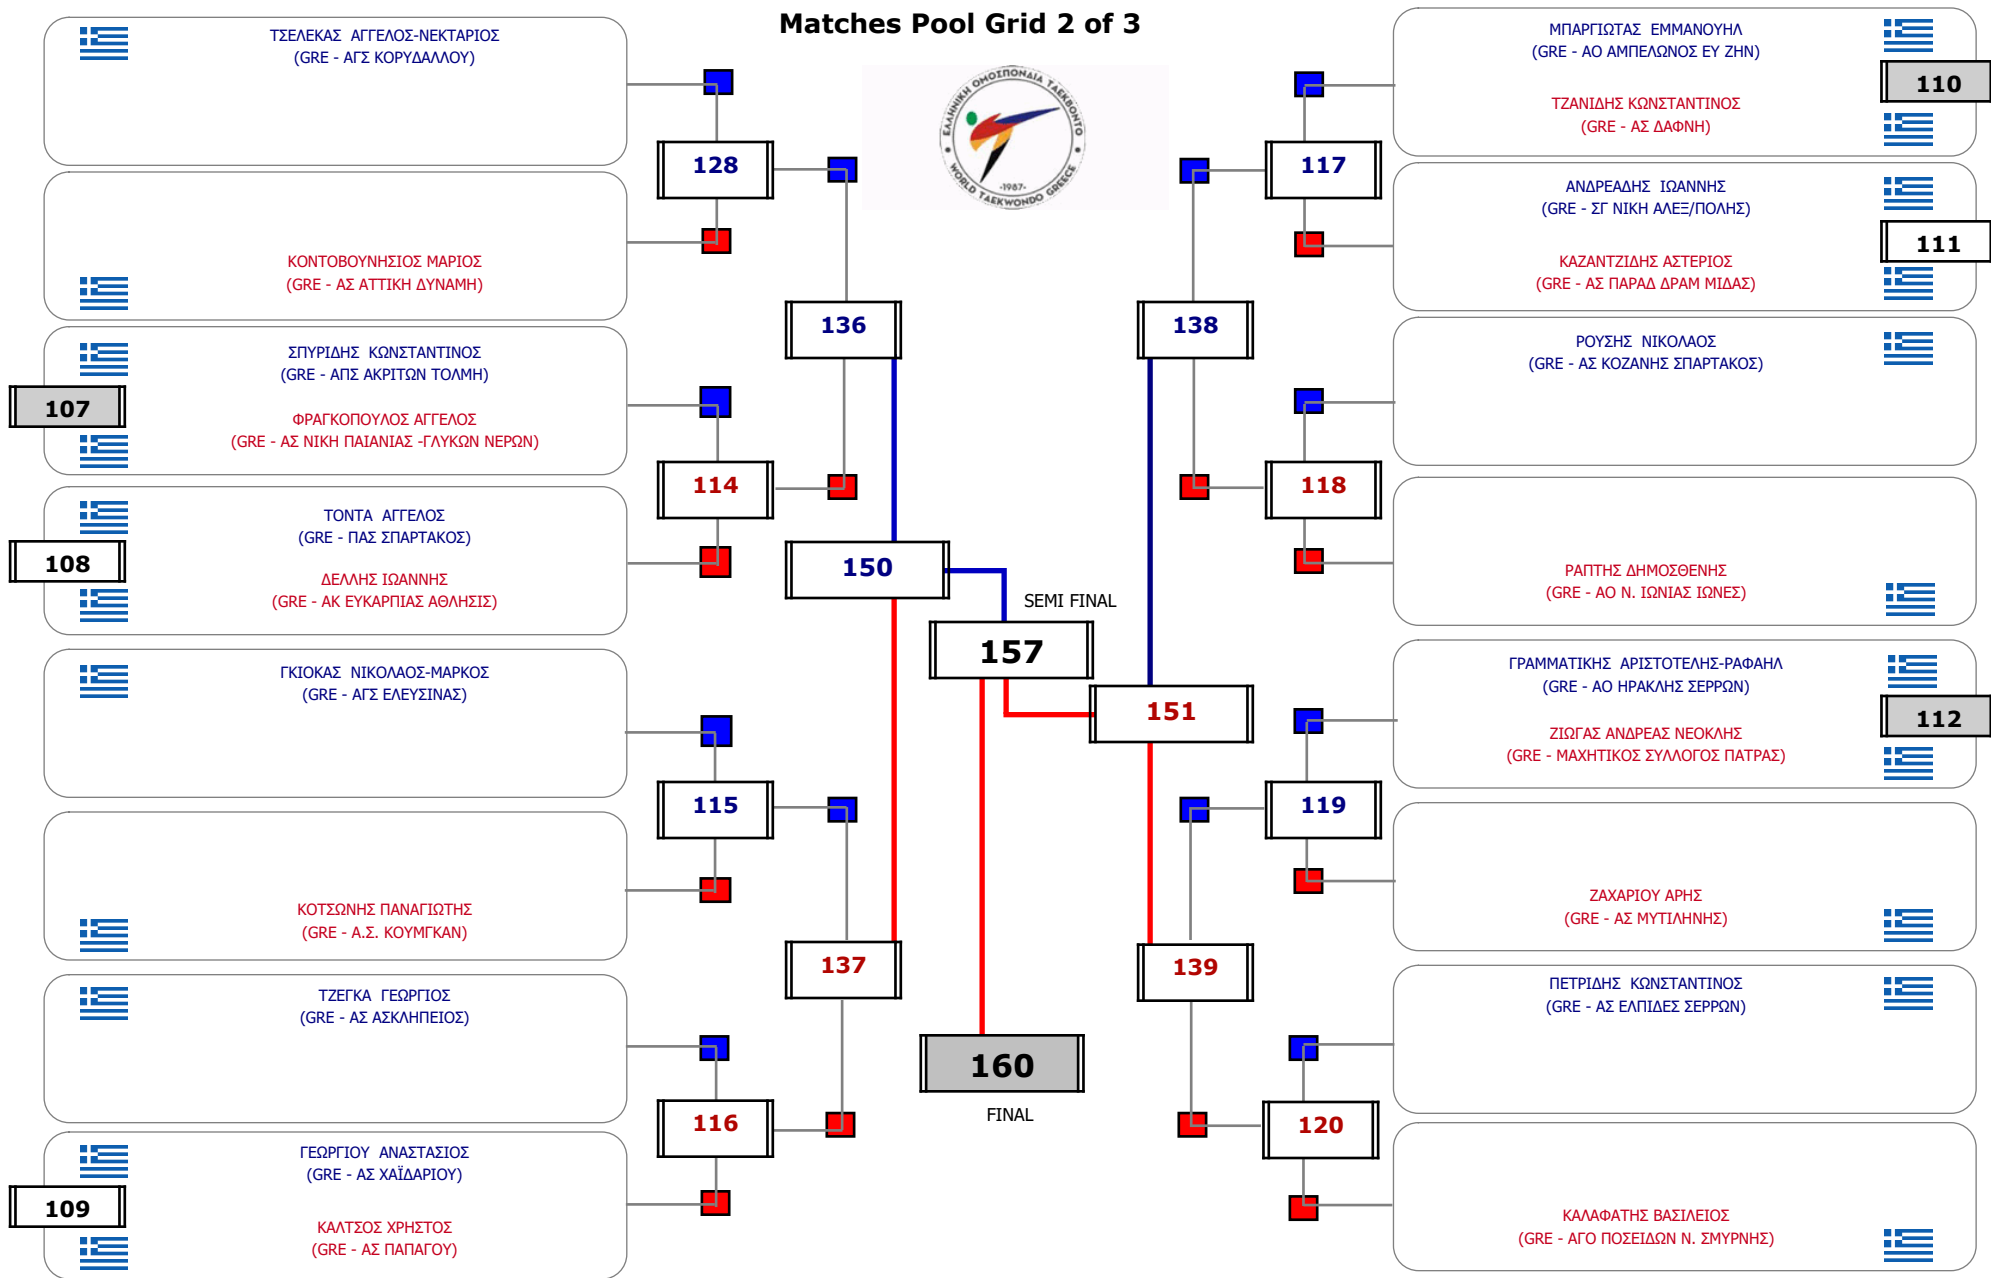 Matches Pool Grid 2 of 3
ΤΣΕΛΕΚΑΣ ΑΓΓΕΛΟΣ-ΝΕΚΤΑΡΙΟΣ
(GRE - ΑΓΣ ΚΟΡΥΔΑΛΛΟΥ)
128
ΚΟΝΤΟΒΟΥΝΗΣΙΟΣ ΜΑΡΙΟΣ
(GRE - ΑΣ ΑΤΤΙΚΗ ΔΥΝΑΜΗ)
136
ΣΠΥΡΙΔΗΣ ΚΩΝΣΤΑΝΤΙΝΟΣ
(GRE - ΑΠΣ ΑΚΡΙΤΩΝ ΤΟΛΜΗ)
107
ΦΡΑΓΚΟΠΟΥΛΟΣ ΑΓΓΕΛΟΣ
(GRE - ΑΣ ΝΙΚΗ ΠΑΙΑΝΙΑΣ -ΓΛΥΚΩΝ ΝΕΡΩΝ)
114
ΤΟΝΤΑ ΑΓΓΕΛΟΣ
(GRE - ΠΑΣ ΣΠΑΡΤΑΚΟΣ)
108
ΔΕΛΛΗΣ ΙΩΑΝΝΗΣ
(GRE - ΑΚ ΕΥΚΑΡΠΙΑΣ ΑΘΛΗΣΙΣ)
150
ΓΚΙΟΚΑΣ ΝΙΚΟΛΑΟΣ-ΜΑΡΚΟΣ
(GRE - ΑΓΣ ΕΛΕΥΣΙΝΑΣ)
115
ΚΟΤΣΩΝΗΣ ΠΑΝΑΓΙΩΤΗΣ
(GRE - Α.Σ. ΚΟΥΜΓΚΑΝ)
137
ΤΖΕΓΚΑ ΓΕΩΡΓΙΟΣ
(GRE - ΑΣ ΑΣΚΛΗΠΕΙΟΣ)
116
ΓΕΩΡΓΙΟΥ ΑΝΑΣΤΑΣΙΟΣ
(GRE - ΑΣ ΧΑΪΔΑΡΙΟΥ)
109
ΚΑΛΤΣΟΣ ΧΡΗΣΤΟΣ
(GRE - ΑΣ ΠΑΠΑΓΟΥ)
ΕΛΛΗΝΙΚΗ ΟΜΟΣΠΟΝΔΙΑ ΤΑΕΚΒΟΝΤΟ
-1987-
WORLD TAEKWONDO GREECE
SEMI FINAL
157
151
160
FINAL
ΜΠΑΡΓΙΩΤΑΣ ΕΜΜΑΝΟΥΗΛ
(GRE - ΑΟ ΑΜΠΕΛΩΝΟΣ ΕΥ ΖΗΝ)
110
ΤΖΑΝΙΔΗΣ ΚΩΝΣΤΑΝΤΙΝΟΣ
(GRE - ΑΣ ΔΑΦΝΗ)
117
ΑΝΔΡΕΑΔΗΣ ΙΩΑΝΝΗΣ
(GRE - ΣΓ ΝΙΚΗ ΑΛΕΞ/ΠΟΛΗΣ)
111
ΚΑΖΑΝΤΖΙΔΗΣ ΑΣΤΕΡΙΟΣ
(GRE - ΑΣ ΠΑΡΑΔ ΔΡΑΜ ΜΙΔΑΣ)
138
ΡΟΥΣΗΣ ΝΙΚΟΛΑΟΣ
(GRE - ΑΣ ΚΟΖΑΝΗΣ ΣΠΑΡΤΑΚΟΣ)
118
ΡΑΠΤΗΣ ΔΗΜΟΣΘΕΝΗΣ
(GRE - ΑΟ Ν. ΙΩΝΙΑΣ ΙΩΝΕΣ)
ΓΡΑΜΜΑΤΙΚΗΣ ΑΡΙΣΤΟΤΕΛΗΣ-ΡΑΦΑΗΛ
(GRE - ΑΟ ΗΡΑΚΛΗΣ ΣΕΡΡΩΝ)
112
ΖΙΩΓΑΣ ΑΝΔΡΕΑΣ ΝΕΟΚΛΗΣ
(GRE - ΜΑΧΗΤΙΚΟΣ ΣΥΛΛΟΓΟΣ ΠΑΤΡΑΣ)
119
ΖΑΧΑΡΙΟΥ ΑΡΗΣ
(GRE - ΑΣ ΜΥΤΙΛΗΝΗΣ)
139
ΠΕΤΡΙΔΗΣ ΚΩΝΣΤΑΝΤΙΝΟΣ
(GRE - ΑΣ ΕΛΠΙΔΕΣ ΣΕΡΡΩΝ)
120
ΚΑΛΑΦΑΤΗΣ ΒΑΣΙΛΕΙΟΣ
(GRE - ΑΓΟ ΠΟΣΕΙΔΩΝ Ν. ΣΜΥΡΝΗΣ)